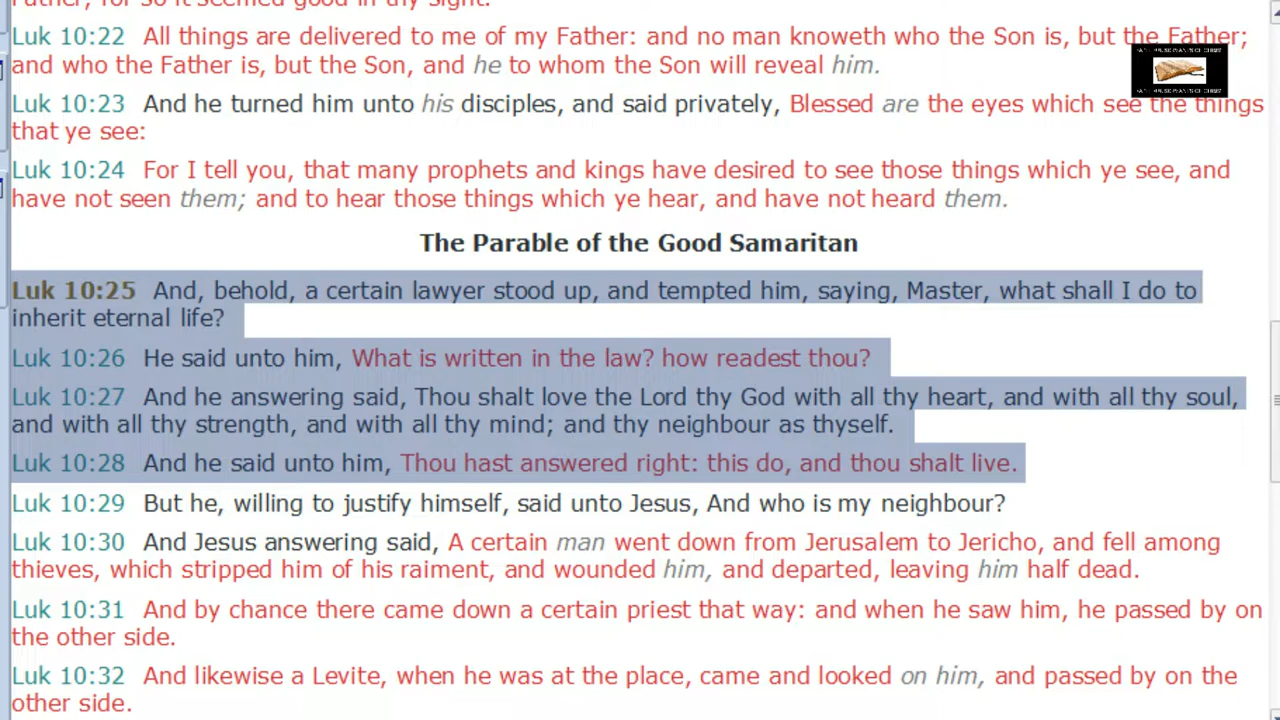 Father; for so it seemed good in thy sight.
Luk 10:22 All things are delivered to me of my Father: and no man knoweth who the Son is, but the Father;
and who the Father is, but the Son, and he to whom the Son will reveal him.
Luk 10:23 And he turned him unto his disciples, and said privately, Blessed are the eyes which see the things
that ye see:
Luk 10:24 For I tell you, that many prophets and kings have desired to see those things which ye see, and
have not seen them; and to hear those things which ye hear, and have not heard them.
The Parable of the Good Samaritan
Luk 10:25 And, behold, a certain lawyer stood up, and tempted him, saying, Master, what shall I do to
inherit eternal life?
Luk 10:26 He said unto him, What is written in the law? how readest thou?
Luk 10:27 And he answering said, Thou shalt love the Lord thy God with all thy heart, and with all thy soul,
and with all thy strength, and with all thy mind; and thy neighbour as thyself.
Luk 10:28 And he said unto him, Thou hast answered right: this do, and thou shalt live.
Luk 10:29 But he, willing to justify himself, said unto Jesus, And who is my neighbour?
Luk 10:30 And Jesus answering said, A certain man went down from Jerusalem to Jericho, and fell among
thieves, which stripped him of his raiment, and wounded him, and departed, leaving him half dead.
Luk 10:31 And by chance there came down a certain priest that way: and when he saw him, he passed by on
the other side.
Luk 10:32 And likewise a Levite, when he was at the place, came and looked on him, and passed by on the
other side.